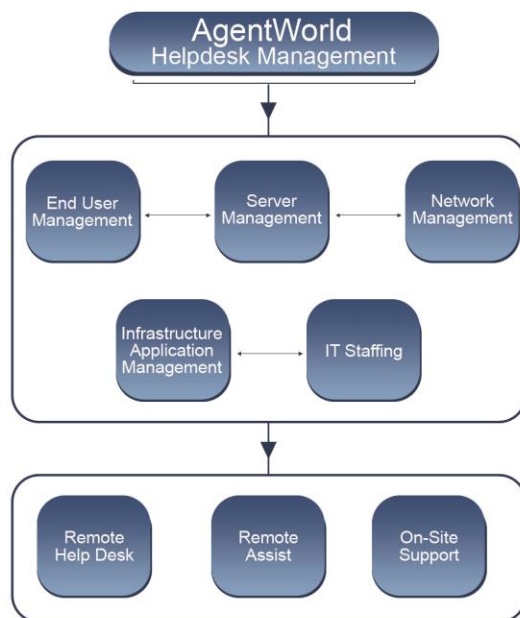 AgentWorld
Helpdesk Management
End User
Management
Server
Management
Network
Management
Infrastructure
Application
Management
IT Staffing
Remote
Help Desk
Remote
Assist
On-Site
Support